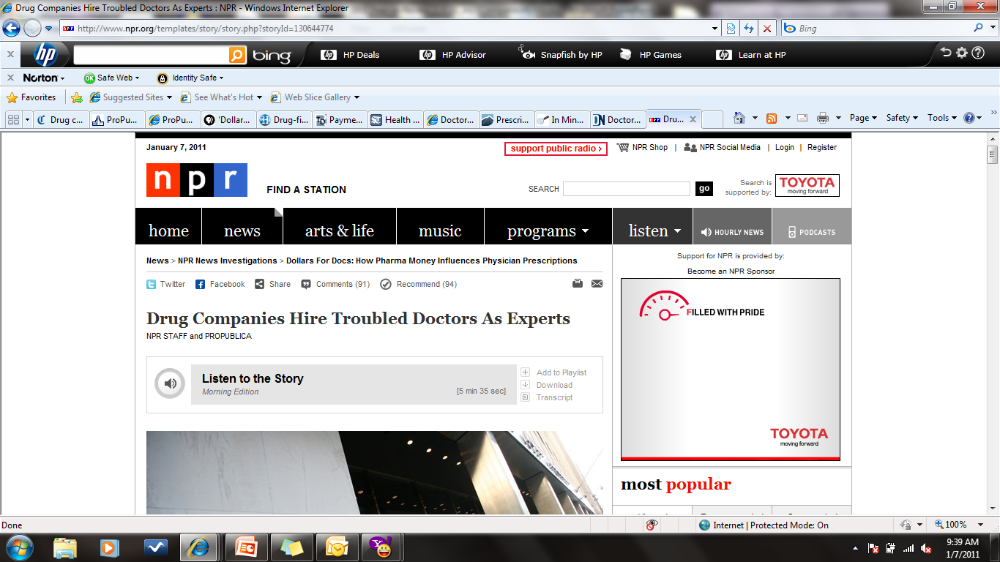 Drug Companies Hire Troubled Doctors As Experts : NPR - Windows Internet Explorer
http://www.npr.org/templates/story/story.php?storyId=130644774
Bing
hp
bing
HP Deals
HP Advisor
Snapfish by HP
HP Games
Learn at HP
Norton
OK Safe Web
Identity Safe
Favorites
Suggested Sites
See What's Hot
Web Slice Gallery
Drug c...
ProPu...
ProPu...
'Dollar...
Drug-fi...
Payme...
Health ...
Doctor...
Prescri...
In Min...
Doctor...
Dru...
Page
Safety
Tools
January 7, 2011
support public radio >
NPR Shop | NPR Social Media | Login | Register
npr
FIND A STATION
SEARCH
go
Search is
supported by:
TOYOTA
moving forward
home
news
arts & life
music
programs
listen
HOURLY NEWS
PODCASTS
News > NPR News Investigations > Dollars For Docs: How Pharma Money Influences Physician Prescriptions
Twitter
Facebook
Share
Comments (91)
Recommend (94)
Support for NPR is provided by:
Become an NPR Sponsor
FILLED WITH PRIDE
Drug Companies Hire Troubled Doctors As Experts
NPR STAFF and PROPUBLICA
Listen to the Story
Morning Edition
[5 min 35 sec]
Add to Playlist
Download
Transcript
TOYOTA
moving forward
most popular
Done
Internet | Protected Mode: On
100%
9:39 AM
1/7/2011